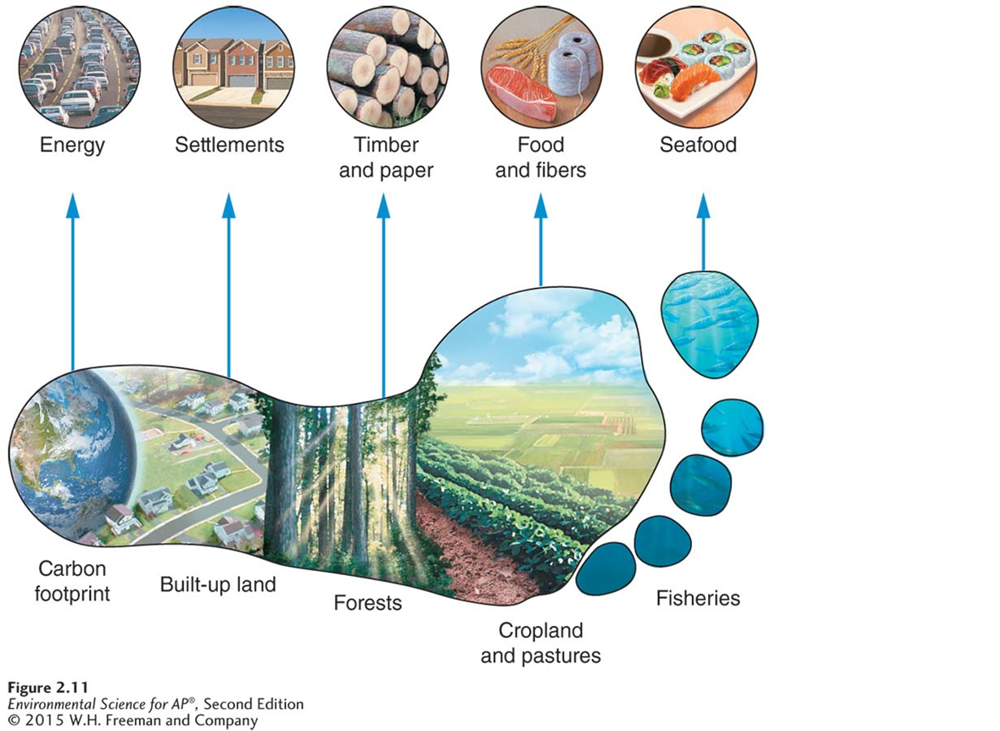 Energy
Settlements
Timber
and paper
Food
and fibers
Seafood
Carbon
footprint
Built-up land
Forests
Cropland
and pastures
Fisheries
Figure 2.11
Environmental Science for AP®, Second Edition
© 2015 W.H. Freeman and Company